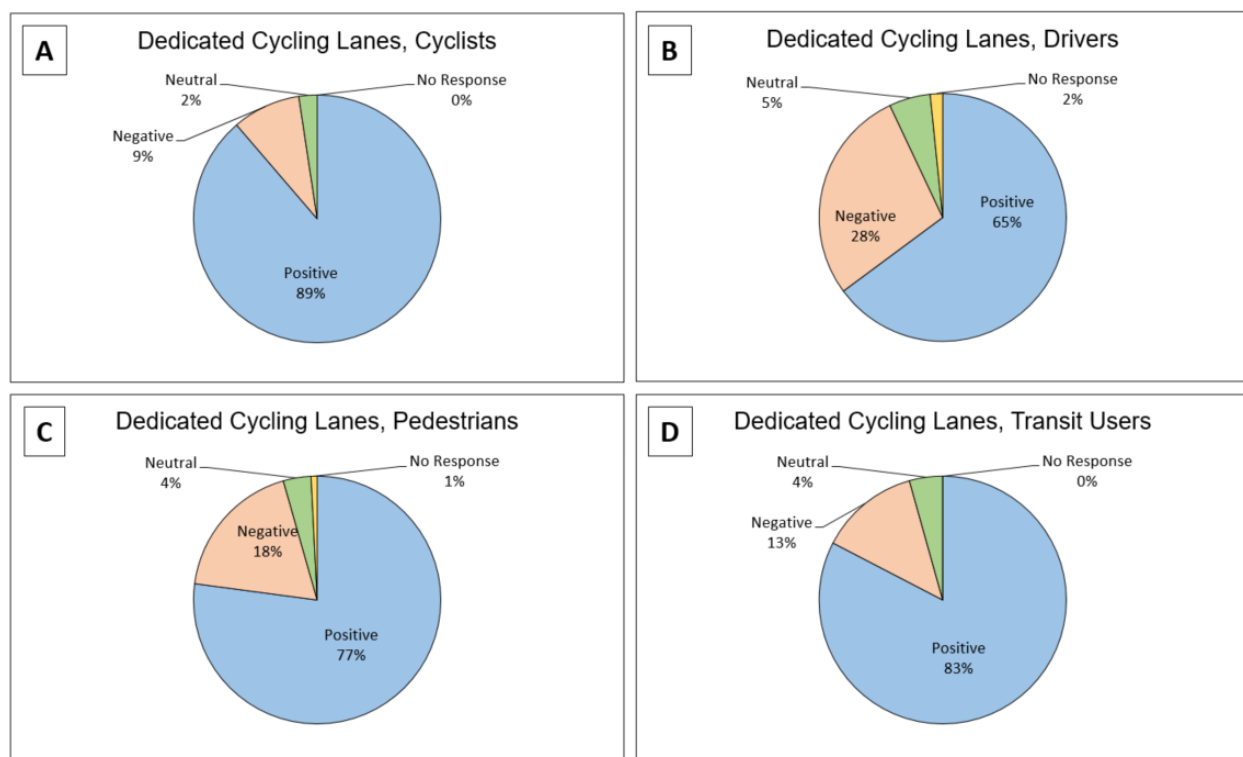 A
Dedicated Cycling Lanes, Cyclists
Neutral
2%
No Response
0%
Negative
9%
Positive
89%
B
Dedicated Cycling Lanes, Drivers
Neutral
5%
No Response
2%
Negative
28%
Positive
65%
C
Dedicated Cycling Lanes, Pedestrians
Neutral
4%
No Response
1%
Negative
18%
Positive
77%
D
Dedicated Cycling Lanes, Transit Users
Neutral
4%
No Response
0%
Negative
13%
Positive
83%